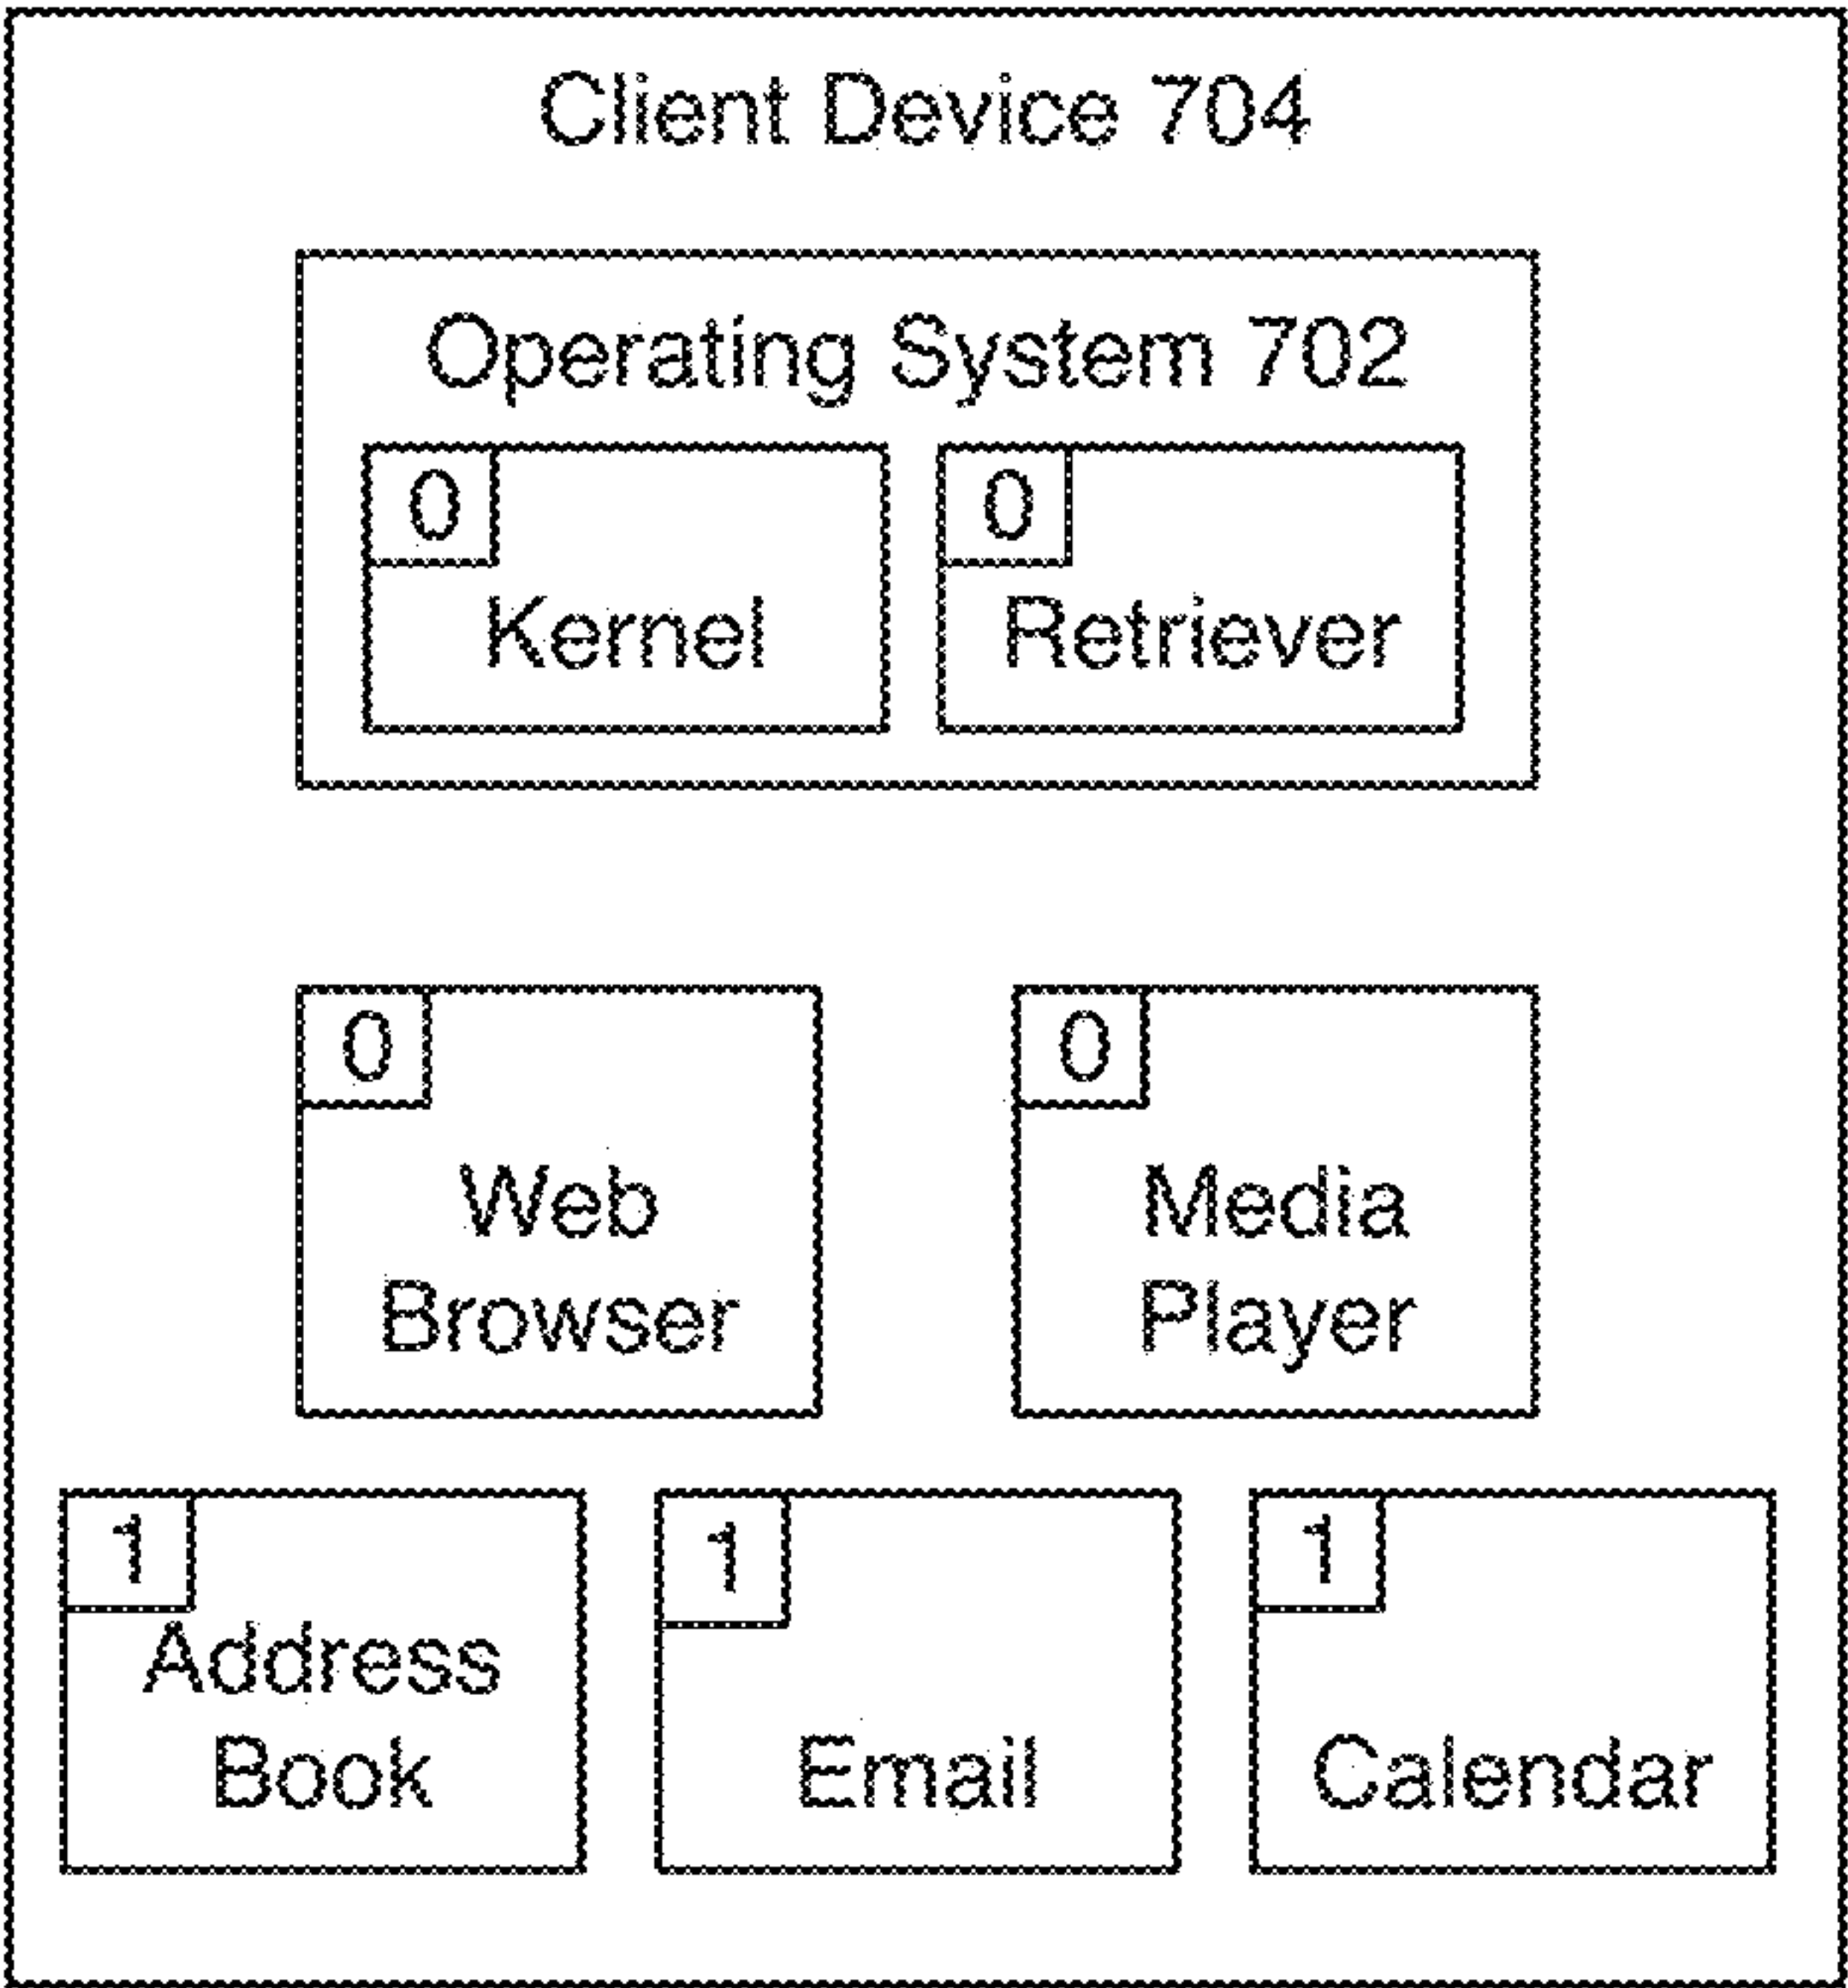 Client Device 704
Operating System 702
0 0
Kernel Retriever
0 0
Web Media
Browser Player
1 1 1
Address
Book Email Calendar